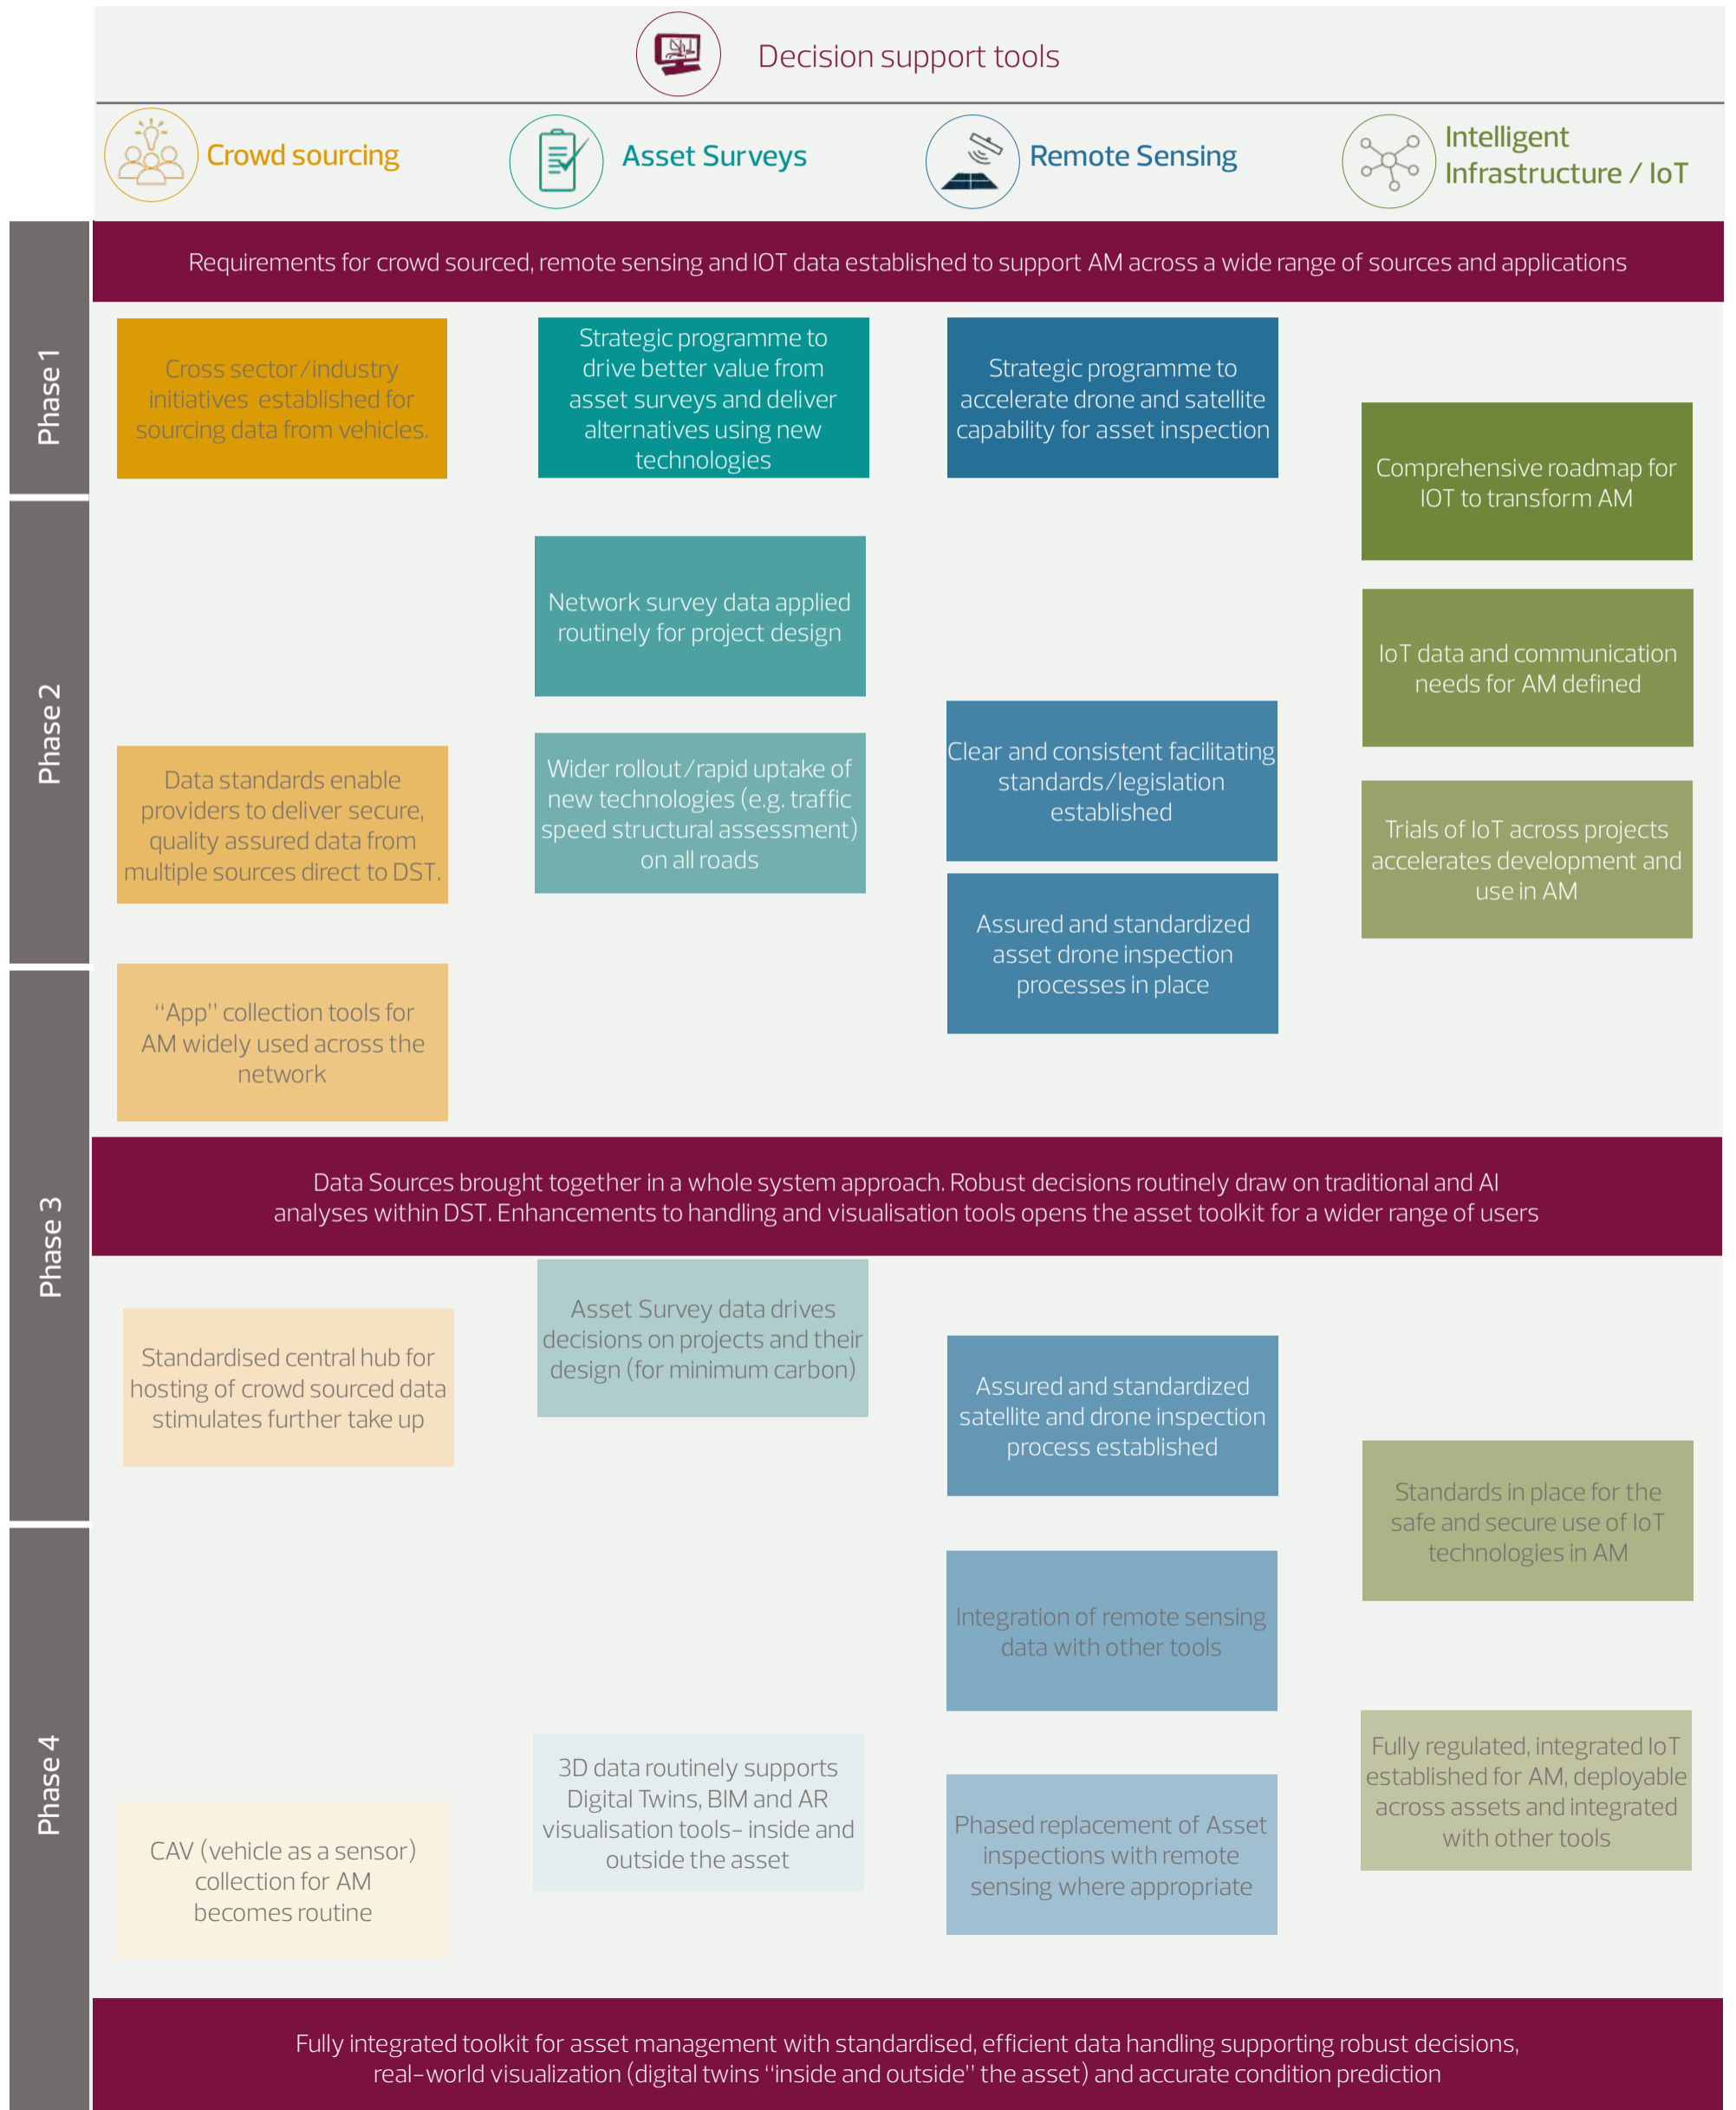 Decision support tools
Crowd sourcing
Asset Surveys
Remote Sensing
Intelligent
Infrastructure / IoT
Phase 1
Requirements for crowd sourced, remote sensing and IOT data established to support AM across a wide range of sources and applications
Cross sector/industry
initiatives established for
sourcing data from vehicles.
Strategic programme to
drive better value from
asset surveys and deliver
alternatives using new
technologies
Strategic programme to
accelerate drone and satellite
capability for asset inspection
Comprehensive roadmap for
IOT to transform AM
Phase 2
Network survey data applied
routinely for project design
IoT data and communication
needs for AM defined
Data standards enable
providers to deliver secure,
quality assured data from
multiple sources direct to DST.
Wider rollout/rapid uptake of
new technologies (e.g. traffic
speed structural assessment)
on all roads
Clear and consistent facilitating
standards/legislation
established
Trials of IoT across projects
accelerates development and
use in AM
Assured and standardized
asset drone inspection
processes in place
Phase 3
“App” collection tools for
AM widely used across the
network
Data Sources brought together in a whole system approach. Robust decisions routinely draw on traditional and AI
analyses within DST. Enhancements to handling and visualisation tools opens the asset toolkit for a wider range of users
Standardised central hub for
hosting of crowd sourced data
stimulates further take up
Asset Survey data drives
decisions on projects and their
design (for minimum carbon)
Assured and standardized
satellite and drone inspection
process established
Standards in place for the
safe and secure use of IoT
technologies in AM
Phase 4
Integration of remote sensing
data with other tools
CAV (vehicle as a sensor)
collection for AM
becomes routine
3D data routinely supports
Digital Twins, BIM and AR
visualisation tools– inside and
outside the asset
Phased replacement of Asset
inspections with remote
sensing where appropriate
Fully regulated, integrated IoT
established for AM, deployable
across assets and integrated
with other tools
Fully integrated toolkit for asset management with standardised, efficient data handling supporting robust decisions,
real–world visualization (digital twins “inside and outside” the asset) and accurate condition prediction